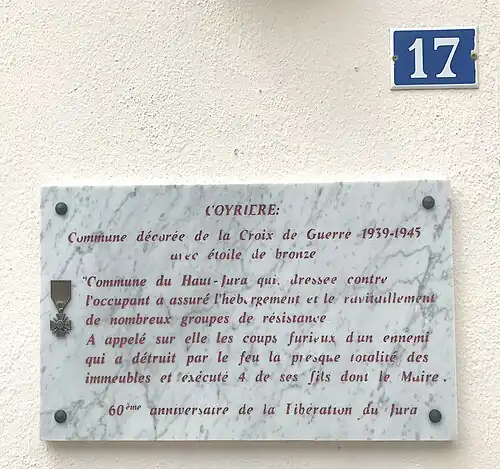 17
COYRIERE:
Commune décorée de la Croix de Guerre 1939-1945
avec étoile de bronze
"Commune du Haut-Jura qui, dressee contre
l'occupant a assuré l'hébergement et le ravitaillement
de nombreux groupes de résistance
A appelé sur elle les coups furieux d'un ennemi
qui a détruit par le feu la presque totalité des
immeubles et exécuté 4 de ses fils dont le Maire.
60ème anniversaire de la Libération du Jura